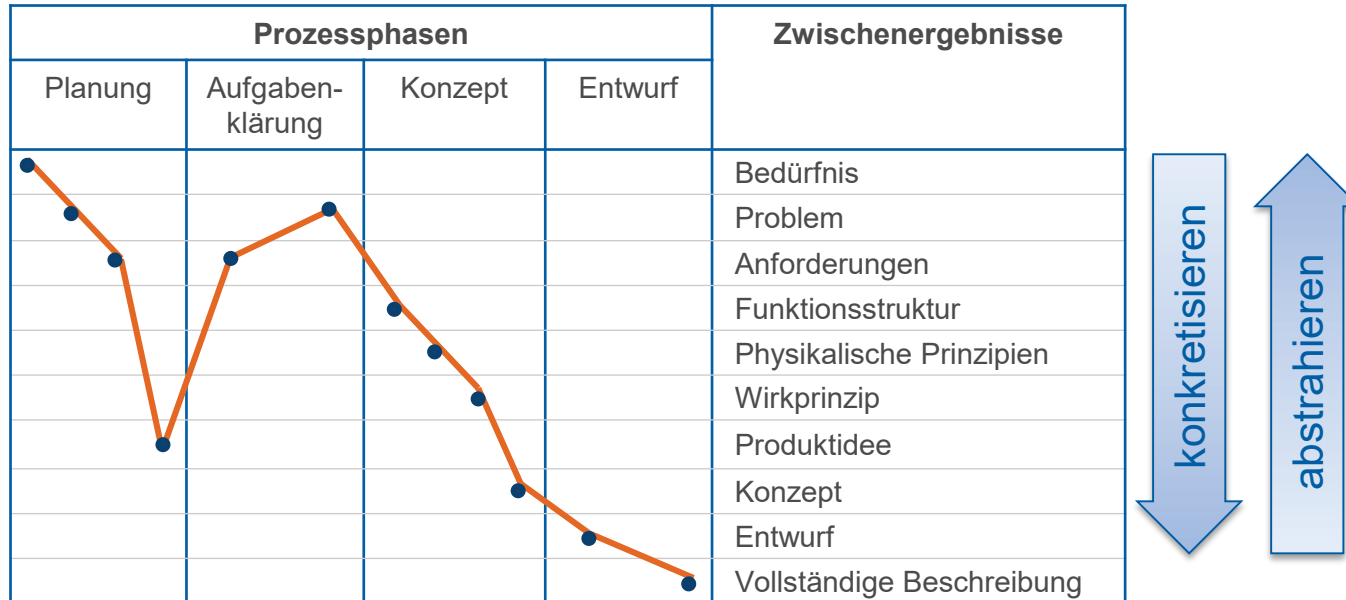 Prozessphasen
Zwischenergebnisse
Planung
Aufgaben-
klärung
Konzept
Entwurf
Bedürfnis
Problem
Anforderungen
Funktionsstruktur
Physikalische Prinzipien
Wirkprinzip
Produktidee
Konzept
Entwurf
Vollständige Beschreibung
konkretisieren
abstrahieren